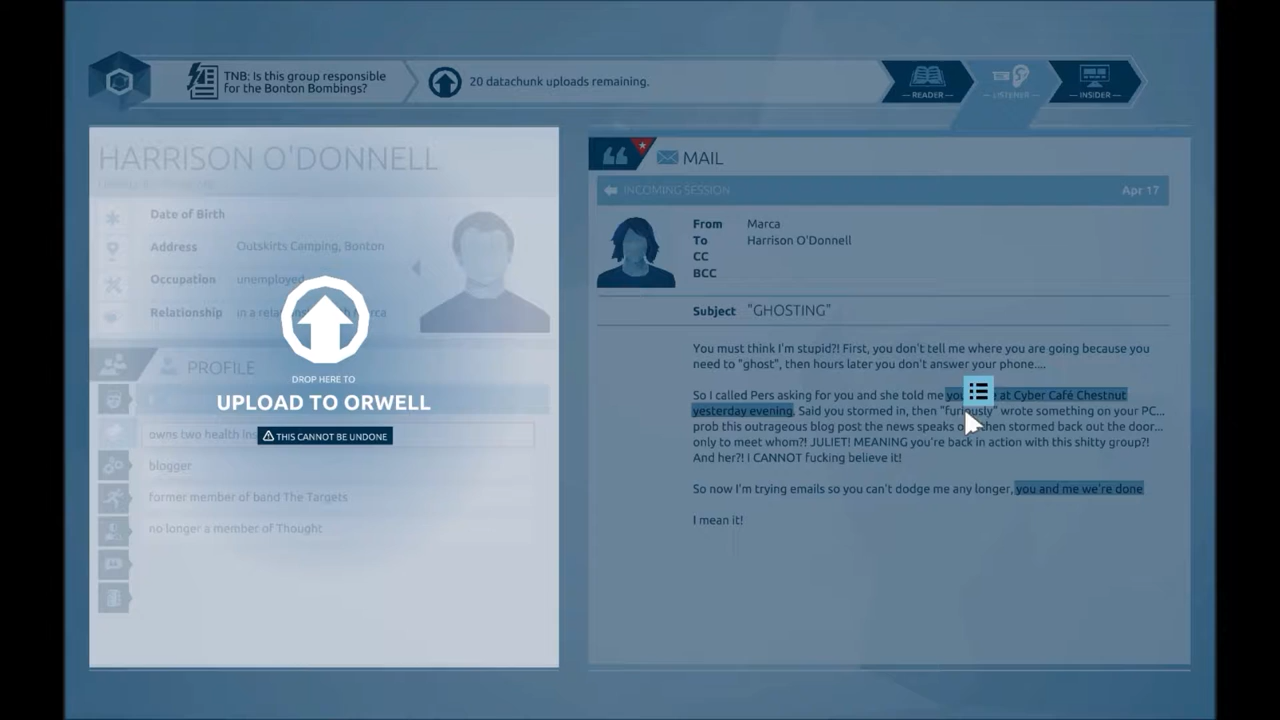 TNB: Is this group responsible
for the Bonton Bombings?
20 datachunk uploads remaining.
— READER —
— LISTENER —
— INSIDER —
HARRISON O'DONNELL
Date of Birth
Address Outskirts Camping, Bonton
Occupation unemployed
Relationship in a
PROFILE
owns two health
blogger
former member of band The Targets
no longer a member of Thought
DROP HERE TO
UPLOAD TO ORWELL
THIS CANNOT BE UNDONE
MAIL
INCOMING SESSION Apr 17
From Marca
To Harrison O'Donnell
CC
BCC
Subject "GHOSTING"
You must think I'm stupid?! First, you don't tell me where you are going because you
need to "ghost", then hours later you don't answer your phone....
So I called Pers asking for you and she told me at Cyber Café Chestnut
yesterday evening. Said you stormed in, then "furiously" wrote something on your PC...
prob this outrageous blog post the news speaks then stormed back out the door...
only to meet whom?! JULIET! MEANING you're back in action with this shitty group?!
And her?! I CANNOT fucking believe it!
So now I'm trying emails so you can't dodge me any longer, you and me we're done
I mean it!